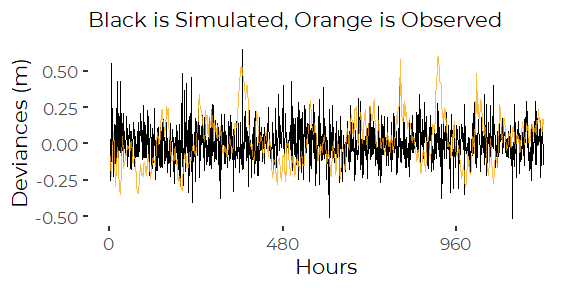 Black is Simulated, Orange is Observed
Deviances (m)
0.50
0.25
0.00
-0.25
-0.50
0 480 960
Hours